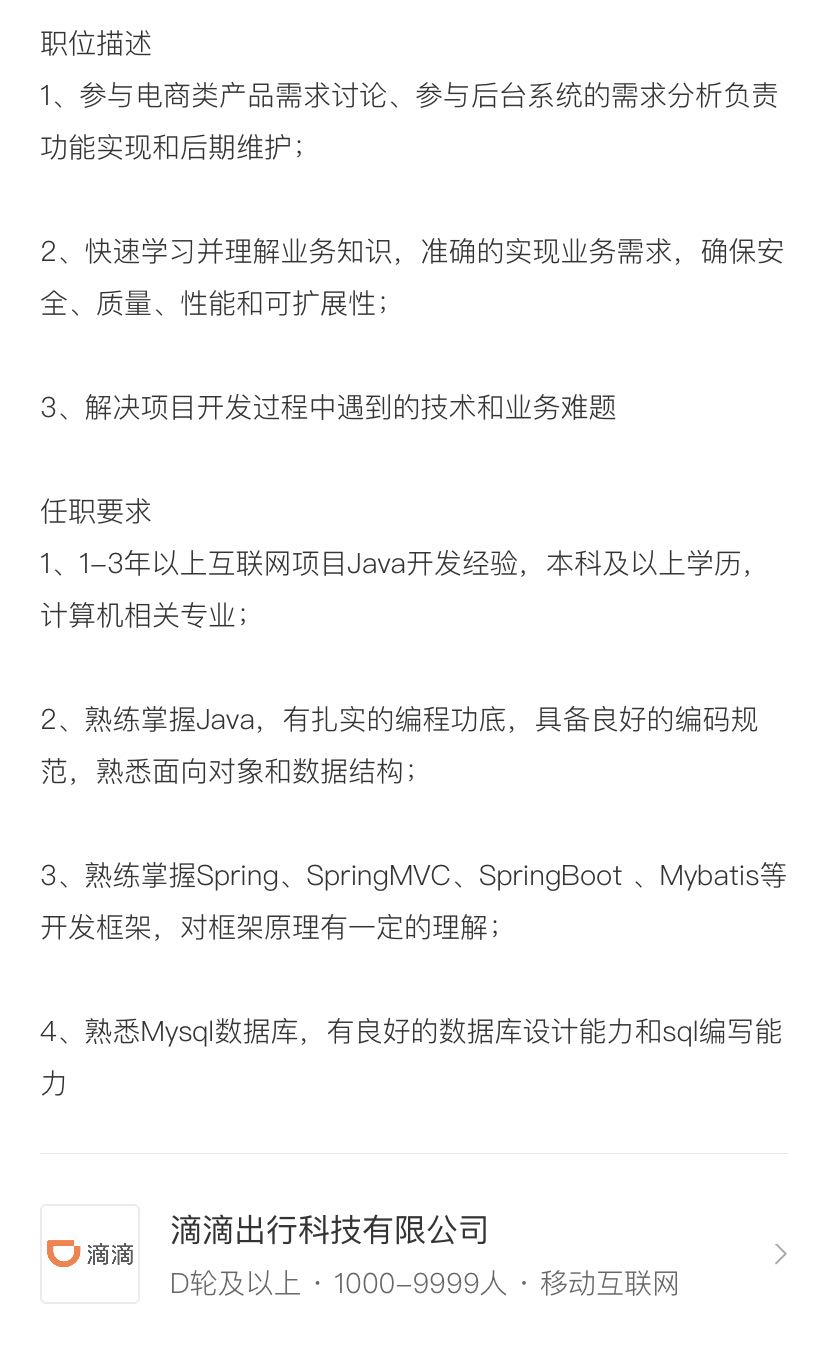 职位描述
1、参与电商类产品需求讨论、参与后台系统的需求分析负责
功能实现和后期维护；
2、快速学习并理解业务知识，准确的实现业务需求，确保安
全、质量、性能和可扩展性；
3、解决项目开发过程中遇到的技术和业务难题
任职要求
1、1-3年以上互联网项目Java开发经验，本科及以上学历，
计算机相关专业；
2、熟练掌握Java，有扎实的编程功底，具备良好的编码规
范，熟悉面向对象和数据结构；
3、熟练掌握Spring、SpringMVC、SpringBoot 、Mybatis等
开发框架，对框架原理有一定的理解；
4、熟悉Mysql数据库，有良好的数据库设计能力和sql编写能
力
滴滴
滴滴出行科技有限公司
D轮及以上 · 1000-9999人 · 移动互联网